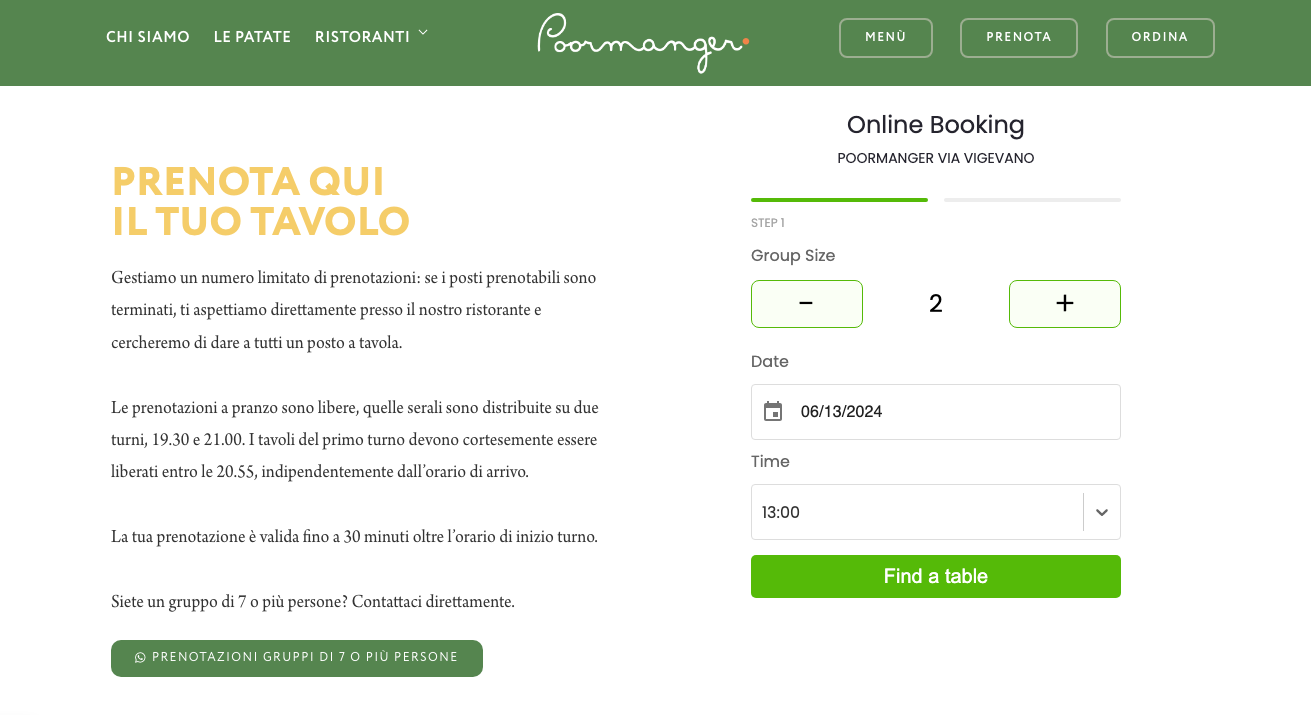 CHI SIAMO
LE PATATE
RISTORANTI
Poormanger.
MENÙ
PRENOTA
ORDINA
PRENOTA QUI
IL TUO TAVOLO
Gestiamo un numero limitato di prenotazioni: se i posti prenotabili sono
terminati, ti aspettiamo direttamente presso il nostro ristorante e
cercheremo di dare a tutti un posto a tavola.
Le prenotazioni a pranzo sono libere, quelle serali sono distribuite su due
turni, 19.30 e 21.00. I tavoli del primo turno devono cortesemente essere
liberati entro le 20.55, indipendentemente dall’orario di arrivo.
La tua prenotazione è valida fino a 30 minuti oltre l’orario di inizio turno.
Siete un gruppo di 7 o più persone? Contattaci direttamente.
PRENOTAZIONI GRUPPI DI 7 O PIÙ PERSONE
Online Booking
POORMANGER VIA VIGEVANO
STEP 1
Group Size
- 2 +
Date
06/13/2024
Time
13:00
Find a table